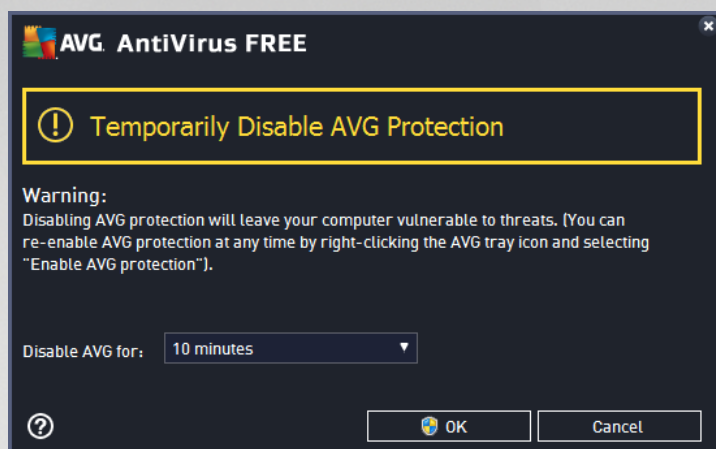 AVG. AntiVirus FREE
Temporarily Disable AVG Protection
Warning:
Disabling AVG protection will leave your computer vulnerable to threats. (You can
re-enable AVG protection at any time by right-clicking the AVG tray icon and selecting
"Enable AVG protection").
Disable AVG for: 10 minutes
OK Cancel